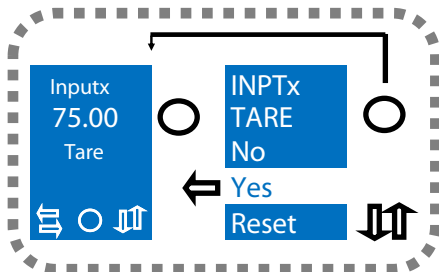 Inputx
75.00
Tare
INPTx
TARE
No
Yes
Reset